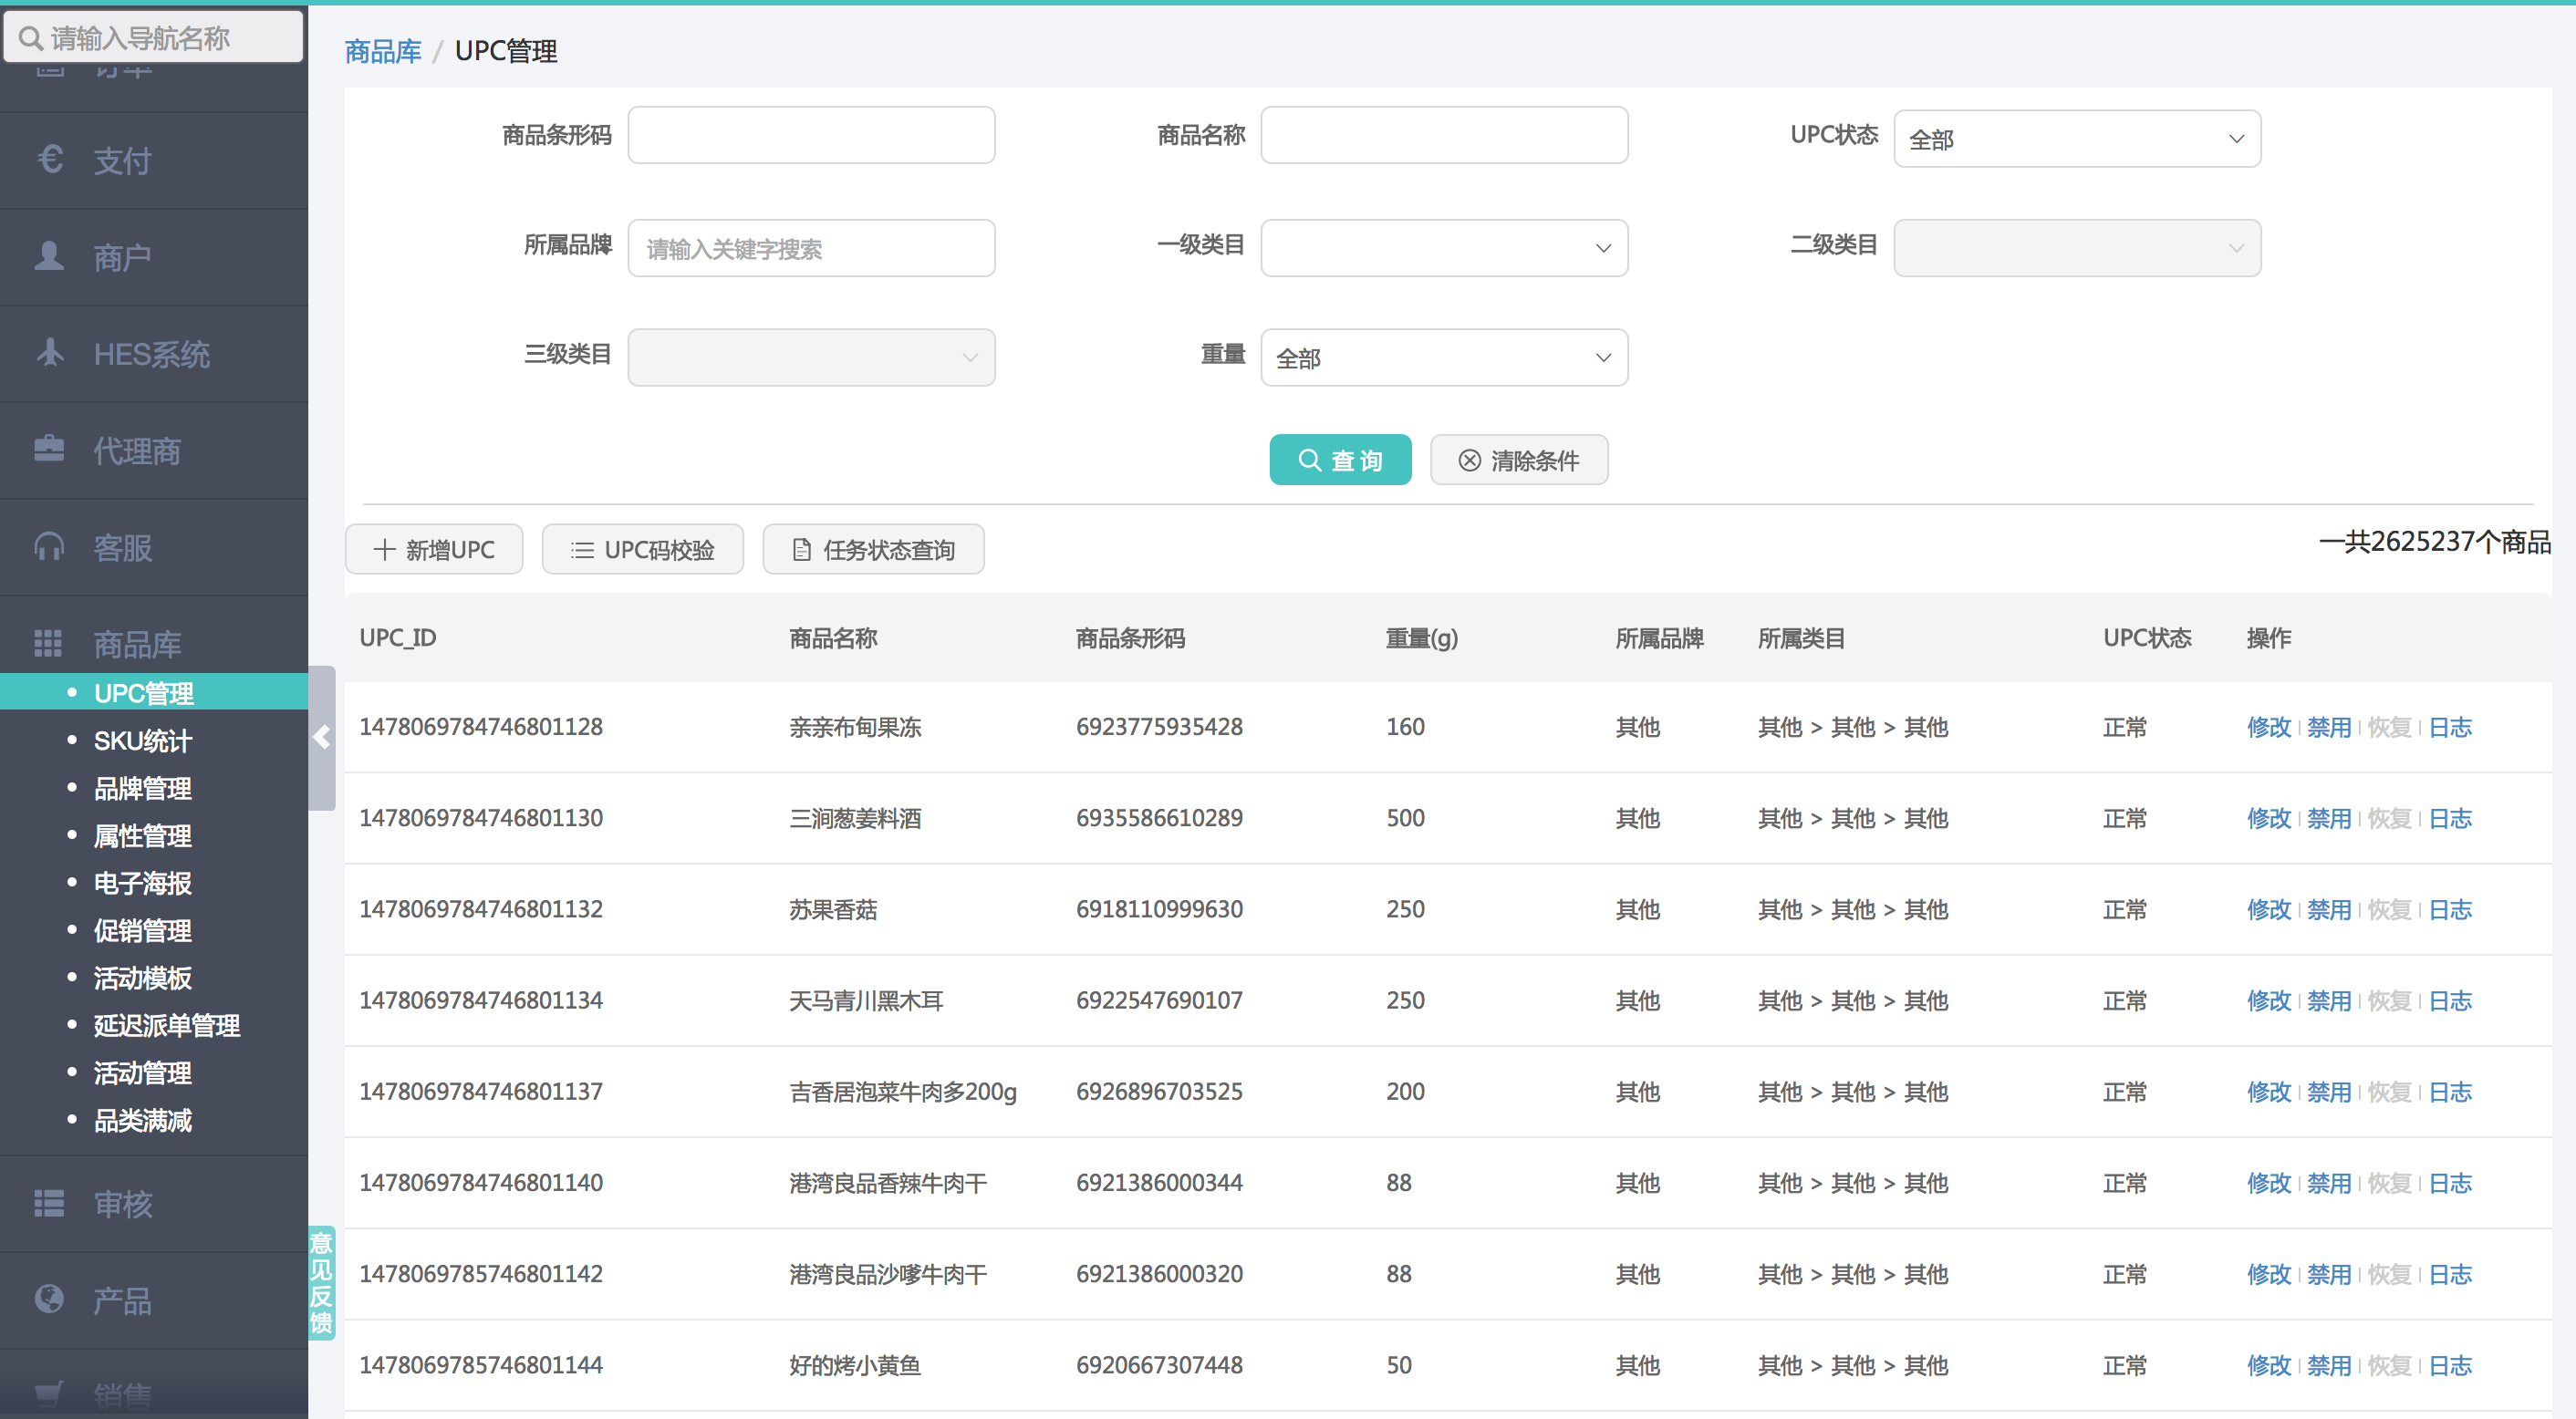 请输入导航名称
订单
支付
商户
HES系统
代理商
客服
商品库
UPC管理
SKU统计
品牌管理
属性管理
电子海报
促销管理
活动模板
延迟派单管理
活动管理
品类满减
审核
产品
销售
意见反馈
商品库 / UPC管理
商品条形码
商品名称
UPC状态 全部
所属品牌 请输入关键字搜索
一级类目
二级类目
三级类目
重量 全部
查询 清除条件
新增UPC UPC码校验 任务状态查询
一共2625237个商品
UPC_ID 商品名称 商品条形码 重量(g) 所属品牌 所属类目 UPC状态 操作
1478069784746801128 亲亲布甸果冻 6923775935428 160 其他 其他 > 其他 > 其他 正常 修改 禁用 恢复 日志
1478069784746801130 三涧葱姜料酒 6935586610289 500 其他 其他 > 其他 > 其他 正常 修改 禁用 恢复 日志
1478069784746801132 苏果香菇 6918110999630 250 其他 其他 > 其他 > 其他 正常 修改 禁用 恢复 日志
1478069784746801134 天马青川黑木耳 6922547690107 250 其他 其他 > 其他 > 其他 正常 修改 禁用 恢复 日志
1478069784746801137 吉香居泡菜牛肉多200g 6926896703525 200 其他 其他 > 其他 > 其他 正常 修改 禁用 恢复 日志
1478069784746801140 港湾良品香辣牛肉干 6921386000344 88 其他 其他 > 其他 > 其他 正常 修改 禁用 恢复 日志
1478069785746801142 港湾良品沙嗲牛肉干 6921386000320 88 其他 其他 > 其他 > 其他 正常 修改 禁用 恢复 日志
1478069785746801144 好的烤小黄鱼 6920667307448 50 其他 其他 > 其他 > 其他 正常 修改 禁用 恢复 日志